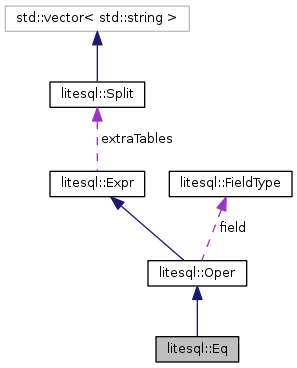 std::vector< std::string >
litesql::Split
extraTables
litesql::Expr
litesql::FieldType
field
litesql::Oper
litesql::Eq